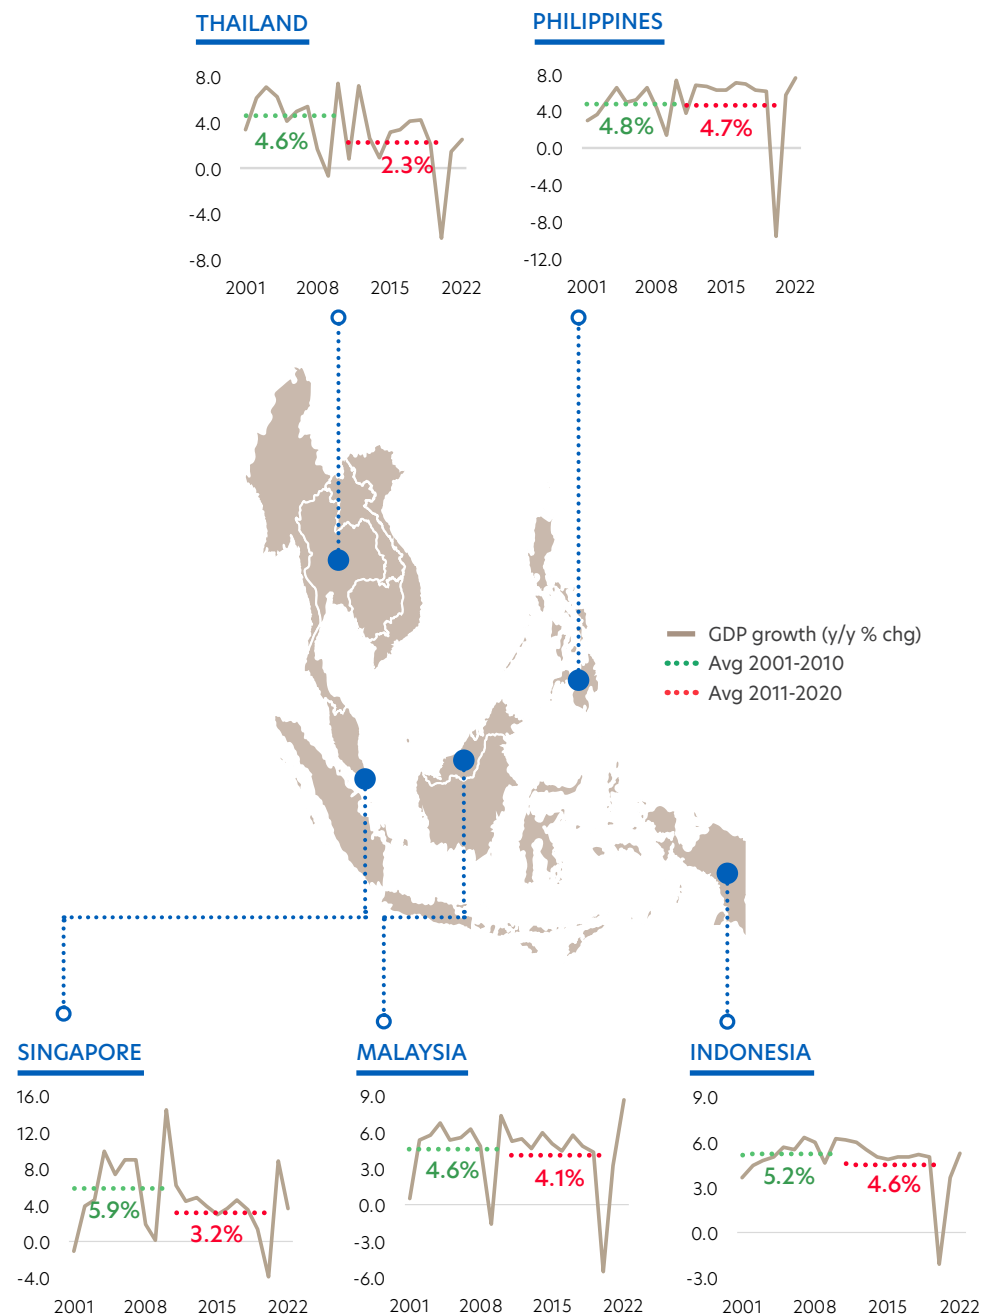 THAILAND
8.0
4.0
0.0
-4.0
-8.0
4.6%
2.3%
2001 2008 2015 2022
PHILIPPINES
8.0
4.0
0.0
-4.0
-8.0
-12.0
4.8%
4.7%
2001 2008 2015 2022
GDP growth (y/y % chg)
Avg 2001-2010
Avg 2011-2020
SINGAPORE
16.0
12.0
8.0
4.0
0.0
-4.0
5.9%
3.2%
2001 2008 2015 2022
MALAYSIA
9.0
6.0
3.0
0.0
-3.0
-6.0
4.6%
4.1%
2001 2008 2015 2022
INDONESIA
9.0
6.0
3.0
0.0
-3.0
5.2%
4.6%
2001 2008 2015 2022